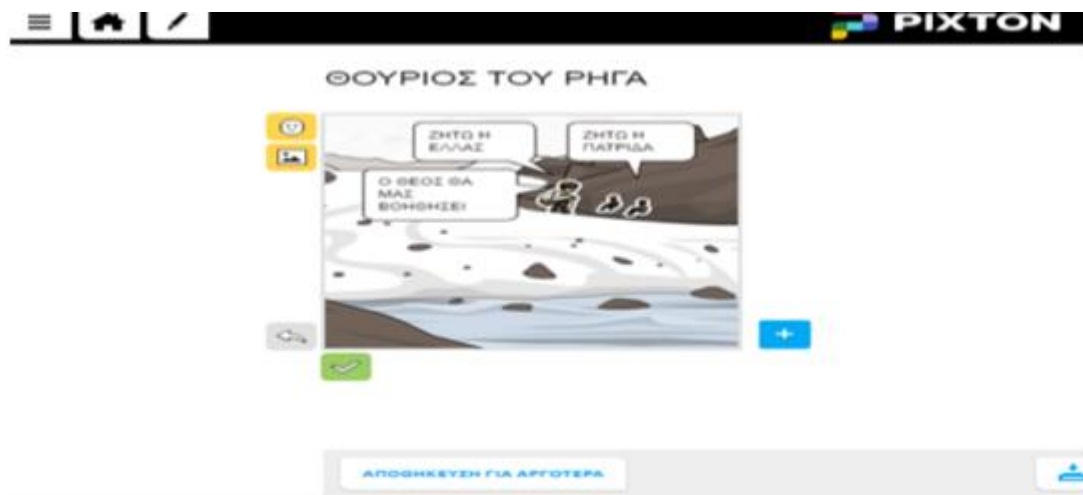 PIXTON
ΘΟΥΡΙΟΣ ΤΟΥ ΡΗΓΑ
ΖΗΤΩ Η
ΕΛΛΑΣ
ΖΗΤΩ Η
ΠΑΤΡΙΔΑ
Ο ΘΕΟΣ ΘΑ
ΜΑΣ
ΒΟΗΘΗΣΕΙ
ΑΠΟΘΗΚΕΥΣΗ ΓΙΑ ΑΡΓΟΤΕΡΑ